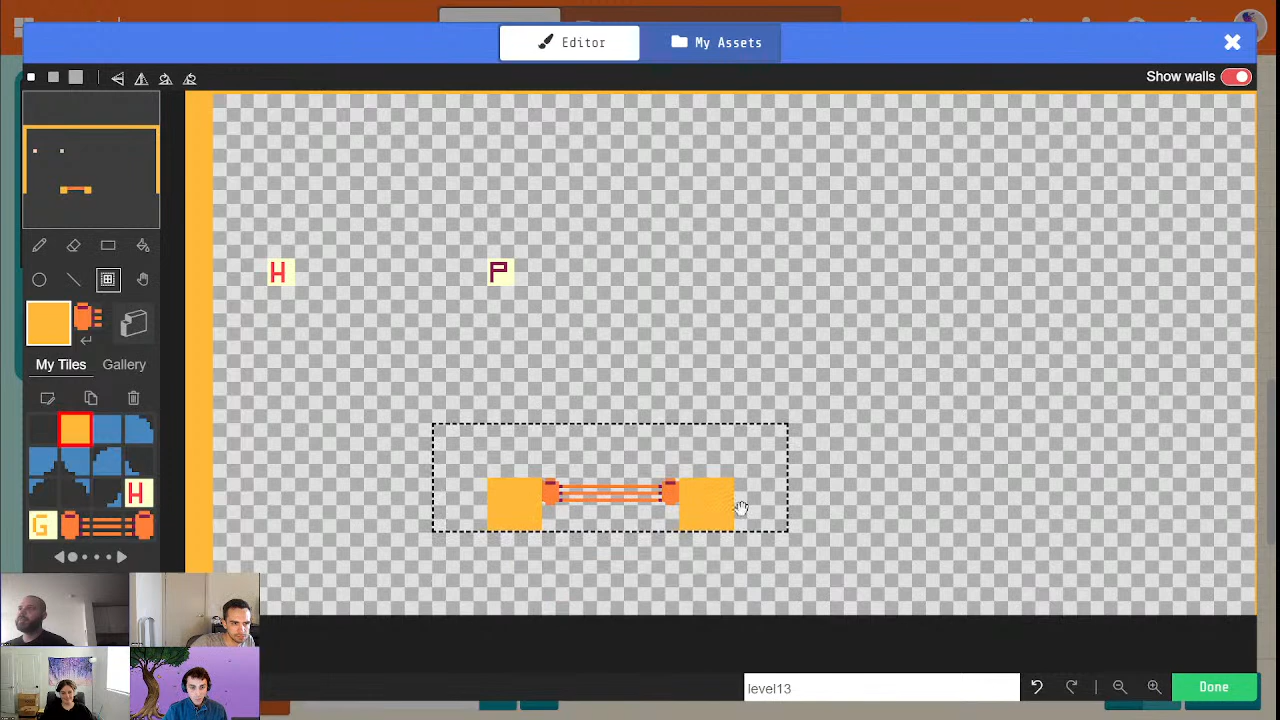 Editor
My Assets
Show walls
H
P
My Tiles
Gallery
H
G
level13
Done